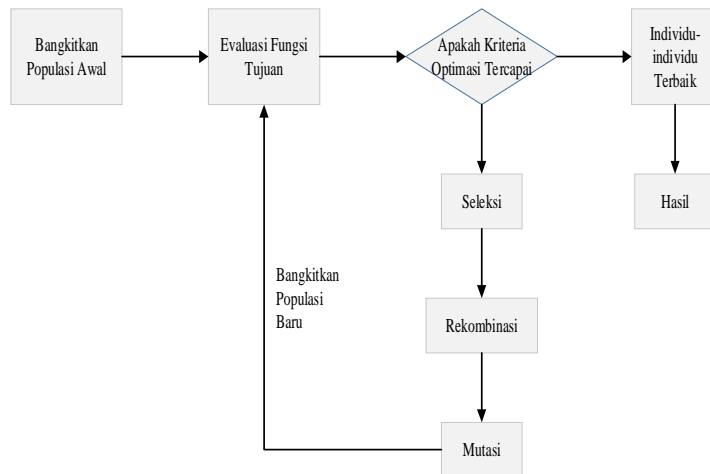 Bangkitkan
Populasi Awal
Evaluasi Fungsi
Tujuan
Apakah Kriteria
Optimasi Tercapai
Individu-
individu
Terbaik
Seleksi
Hasil
Bangkitkan
Populasi
Baru
Rekombinasi
Mutasi